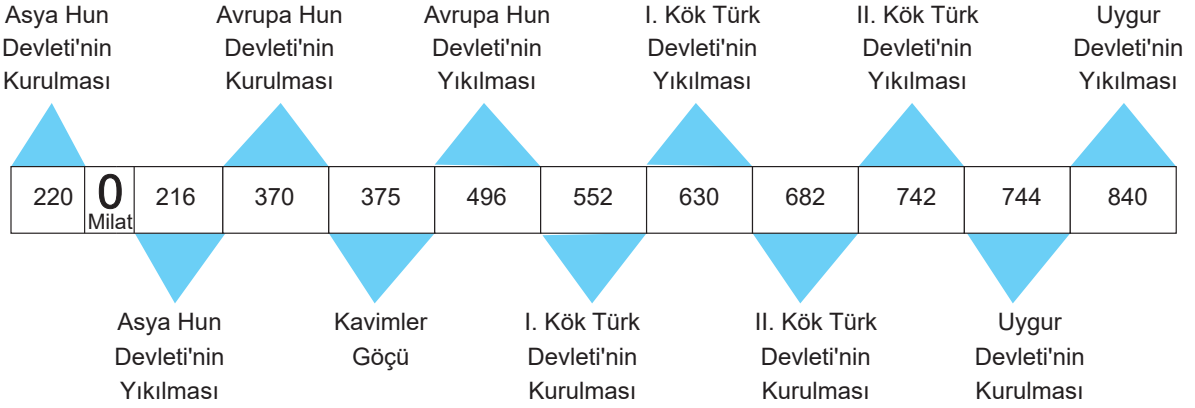 Asya Hun
Devleti'nin
Kurulması
Avrupa Hun
Devleti'nin
Kurulması
Avrupa Hun
Devleti'nin
Yıkılması
I. Kök Türk
Devleti'nin
Yıkılması
II. Kök Türk
Devleti'nin
Yıkılması
Uygur
Devleti'nin
Yıkılması
220
0
Milat
216
370
375
496
552
630
682
742
744
840
Asya Hun
Devleti'nin
Yıkılması
Kavimler
Göçü
I. Kök Türk
Devleti'nin
Kurulması
II. Kök Türk
Devleti'nin
Kurulması
Uygur
Devleti'nin
Kurulması